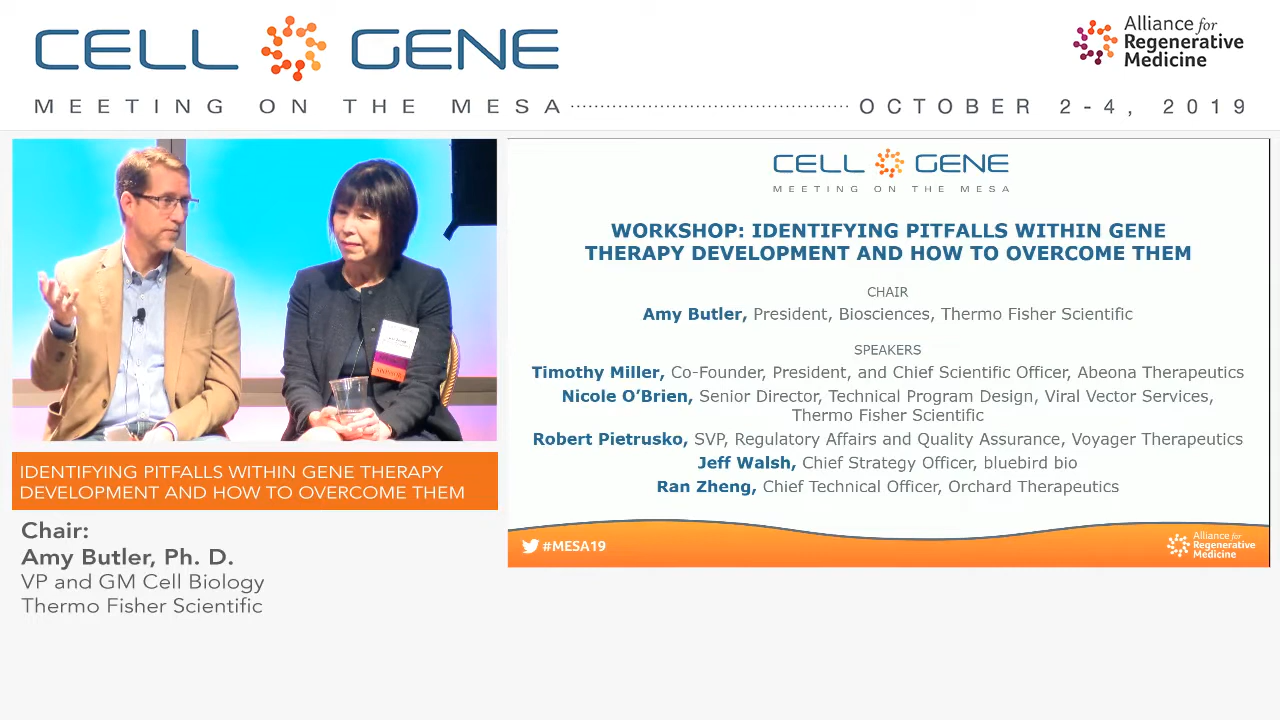 CELL GENE
MEETING ON THE MESA
OCTOBER 2-4, 2019
Alliance for
Regenerative
Medicine
CELL GENE
MEETING ON THE MESA
WORKSHOP: IDENTIFYING PITFALLS WITHIN GENE
THERAPY DEVELOPMENT AND HOW TO OVERCOME THEM
CHAIR
Amy Butler, President, Biosciences, Thermo Fisher Scientific
SPEAKERS
Timothy Miller, Co-Founder, President, and Chief Scientific Officer, Abeona Therapeutics
Nicole O'Brien, Senior Director, Technical Program Design, Viral Vector Services,
Thermo Fisher Scientific
Robert Pietrusko, SVP, Regulatory Affairs and Quality Assurance, Voyager Therapeutics
Jeff Walsh, Chief Strategy Officer, bluebird bio
Ran Zheng, Chief Technical Officer, Orchard Therapeutics
#MESA19
Alliance for
Regenerative
Medicine
IDENTIFYING PITFALLS WITHIN GENE THERAPY
DEVELOPMENT AND HOW TO OVERCOME THEM
Chair:
Amy Butler, Ph. D.
VP and GM Cell Biology
Thermo Fisher Scientific